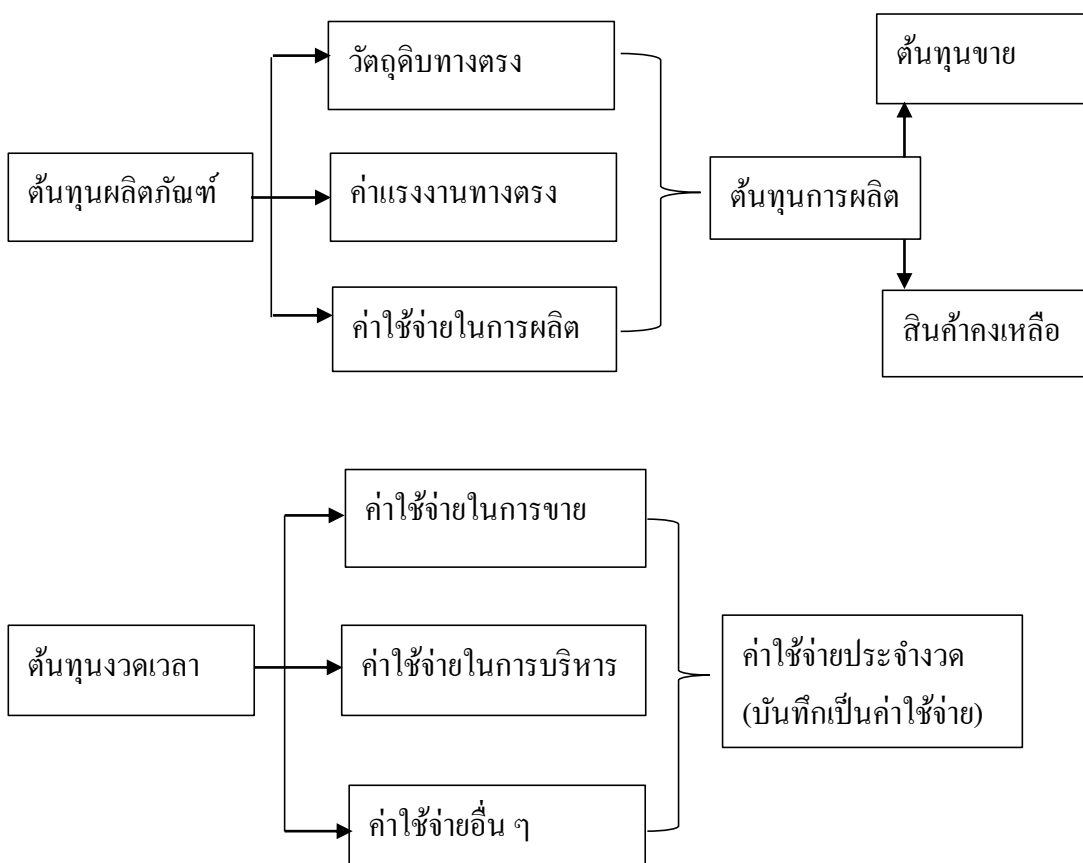 วัตถุดิบทางตรง
ต้นทุนขาย
ต้นทุนผลิตภัณฑ์
ค่าแรงงานทางตรง
ต้นทุนการผลิต
ค่าใช้จ่ายในการผลิต
สินค้าคงเหลือ
ค่าใช้จ่ายในการขาย
ต้นทุนงวดเวลา
ค่าใช้จ่ายในการบริหาร
ค่าใช้จ่ายประจำงวด
(บันทึกเป็นค่าใช้จ่าย)
ค่าใช้จ่ายอื่น ๆ